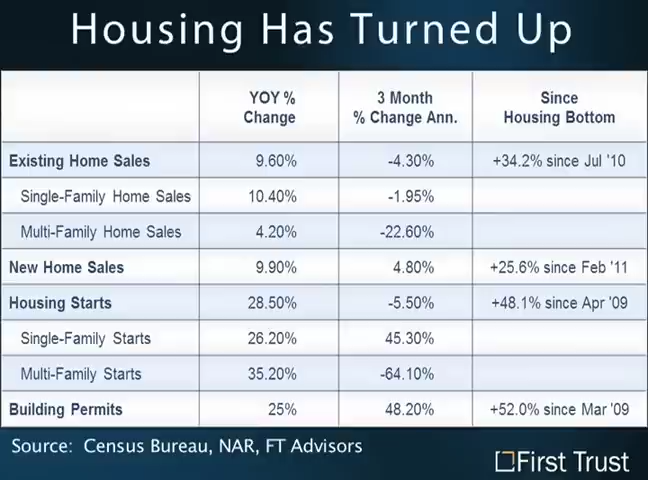 Housing Has Turned Up
YOY % Change 3 Month % Change Ann. Since Housing Bottom
Existing Home Sales 9.60% -4.30% +34.2% since Jul '10
Single-Family Home Sales 10.40% -1.95%
Multi-Family Home Sales 4.20% -22.60%
New Home Sales 9.90% 4.80% +25.6% since Feb '11
Housing Starts 28.50% -5.50% +48.1% since Apr '09
Single-Family Starts 26.20% 45.30%
Multi-Family Starts 35.20% -64.10%
Building Permits 25% 48.20% +52.0% since Mar '09
Source: Census Bureau, NAR, FT Advisors
First Trust